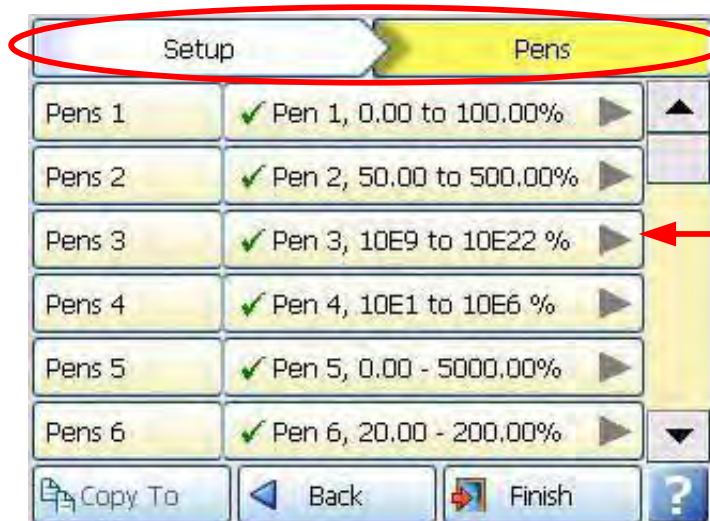 Setup Pens
Pens 1 Pen 1, 0.00 to 100.00%
Pens 2 Pen 2, 50.00 to 500.00%
Pens 3 Pen 3, 10E9 to 10E22 %
Pens 4 Pen 4, 10E1 to 10E6 %
Pens 5 Pen 5, 0.00 - 5000.00%
Pens 6 Pen 6, 20.00 - 200.00%
Copy To Back Finish ?